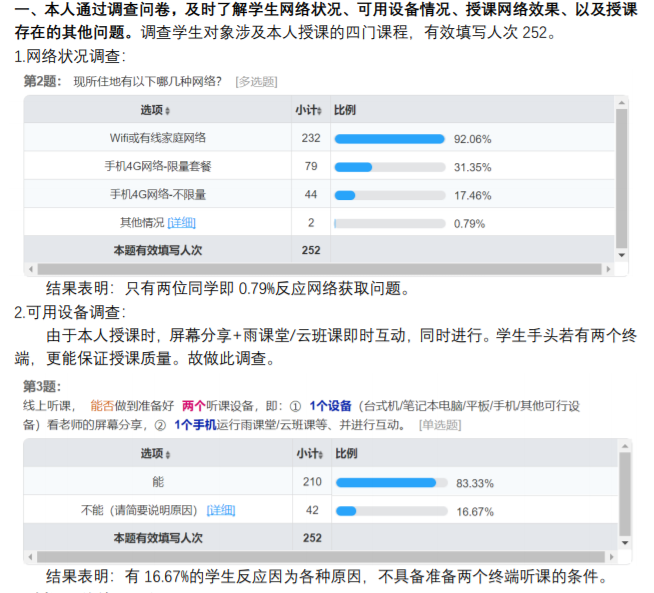 一、本人通过调查问卷，及时了解学生网络状况、可用设备情况、授课网络效果、以及授课
存在的其他问题。调查学生对象涉及本人授课的四门课程，有效填写人次 252。
1.网络状况调查：
第2题： 现所住地有以下哪几种网络？ [多选题]
选项 小计 比例
Wifi或有线家庭网络 232 92.06%
手机4G网络-限量套餐 79 31.35%
手机4G网络-不限量 44 17.46%
其他情况 [详细] 2 0.79%
本题有效填写人次 252
结果表明：只有两位同学即 0.79%反应网络获取问题。
2.可用设备调查：
由于本人授课时，屏幕分享+雨课堂/云班课即时互动，同时进行。学生手头若有两个终
端，更能保证授课质量。故做此调查。
第3题：
线上听课， 能否做到准备好 两个听课设备，即：① 1个设备（台式机/笔记本电脑/平板/手机/其他可行设
备）看老师的屏幕分享，② 1个手机运行雨课堂/云班课等、并进行互动。 [单选题]
选项 小计 比例
能 210 83.33%
不能（请简要说明原因） [详细] 42 16.67%
本题有效填写人次 252
结果表明：有 16.67%的学生反应因为各种原因，不具备准备两个终端听课的条件。